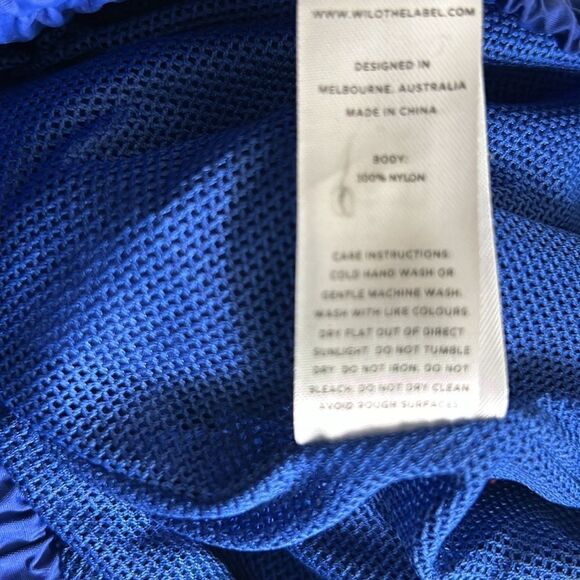 WWW.WILOTHELABEL.COM
DESIGNED IN
MELBOURNE, AUSTRALIA
MADE IN CHINA
BODY:
100% NYLON
CARE INSTRUCTIONS:
COLD HAND WASH OR
GENTLE MACHINE WASH.
WASH WITH LIKE COLOURS.
DRY FLAT OUT OF DIRECT
SUNLIGHT. DO NOT TUMBLE
DRY. DO NOT IRON. DO NOT
BLEACH. DO NOT DRY CLEAN.
AVOID ROUGH SURFACES.